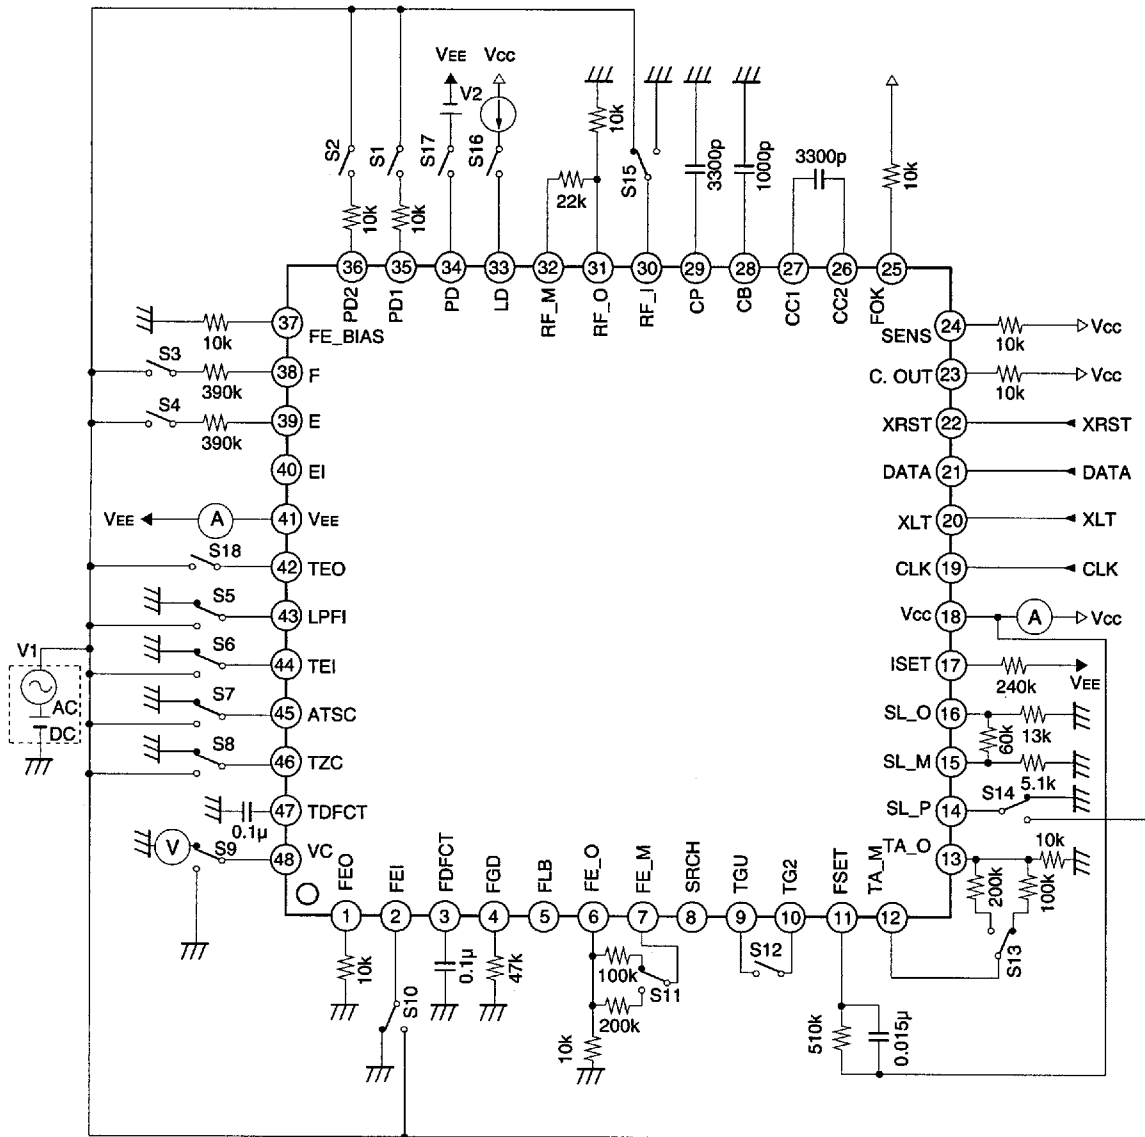 VEE
Vcc
V2
S2
S1
S17
S16
10k
10k
22k
10k
S15
3300p
1000p
3300p
10k
36
35
34
33
32
31
30
29
28
27
26
25
PD2
PD1
PD
LD
RF_M
RF_O
RF_I
CP
CB
CC1
CC2
FOK
10k
37
FE_BIAS
S3
390k
38
F
S4
390k
39
E
40
EI
VEE
A
41
VEE
S18
42
TEO
S5
43
LPFI
V1
S6
44
TEI
AC
DC
S7
45
ATSC
S8
46
TZC
0.1µ
47
TDFCT
V
S9
48
VC
SENS
24
10k
Vcc
C. OUT
23
10k
Vcc
XRST
22
XRST
DATA
21
DATA
XLT
20
XLT
CLK
19
CLK
Vcc
18
A
Vcc
ISET
17
240k
VEE
SL_O
16
13k
60k
SL_M
15
5.1k
SL_P
14
S14
TA_O
13
10k
200k
100k
S13
FEO
FEI
FDFCT
FGD
FLB
FE_O
FE_M
SRCH
TGU
TG2
FSET
TA_M
1
2
3
4
5
6
7
8
9
10
11
12
10k
S10
0.1µ
47k
100k
200k
S11
10k
S12
510k
0.015µ